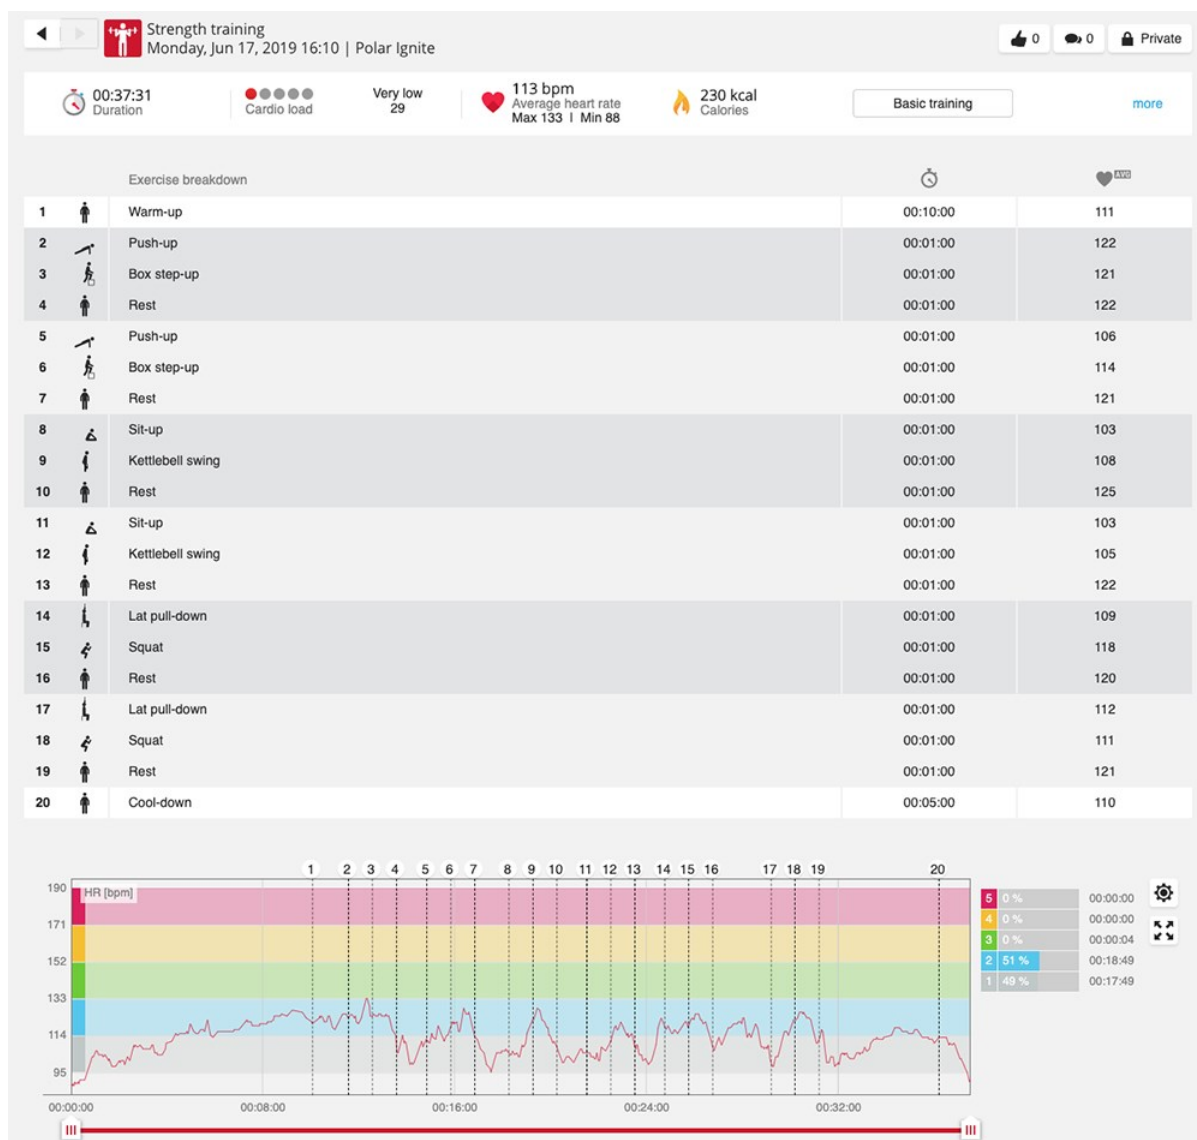 Strength training
Monday, Jun 17, 2019 16:10 | Polar Ignite
0 0 Private
00:37:31
Duration
Cardio load
Very low
29
113 bpm
Average heart rate
Max 133 | Min 88
230 kcal
Calories
Basic training
more
Exercise breakdown AVG
1 Warm-up 00:10:00 111
2 Push-up 00:01:00 122
3 Box step-up 00:01:00 121
4 Rest 00:01:00 122
5 Push-up 00:01:00 106
6 Box step-up 00:01:00 114
7 Rest 00:01:00 121
8 Sit-up 00:01:00 103
9 Kettlebell swing 00:01:00 108
10 Rest 00:01:00 125
11 Sit-up 00:01:00 103
12 Kettlebell swing 00:01:00 105
13 Rest 00:01:00 122
14 Lat pull-down 00:01:00 109
15 Squat 00:01:00 118
16 Rest 00:01:00 120
17 Lat pull-down 00:01:00 112
18 Squat 00:01:00 111
19 Rest 00:01:00 121
20 Cool-down 00:05:00 110
1 2 3 4 5 6 7 8 9 10 11 12 13 14 15 16 17 18 19 20
HR [bpm]
190
171
152
133
114
95
00:00:00 00:08:00 00:16:00 00:24:00 00:32:00
5 0 % 00:00:00
4 0 % 00:00:00
3 0 % 00:00:04
2 51 % 00:18:49
1 49 % 00:17:49